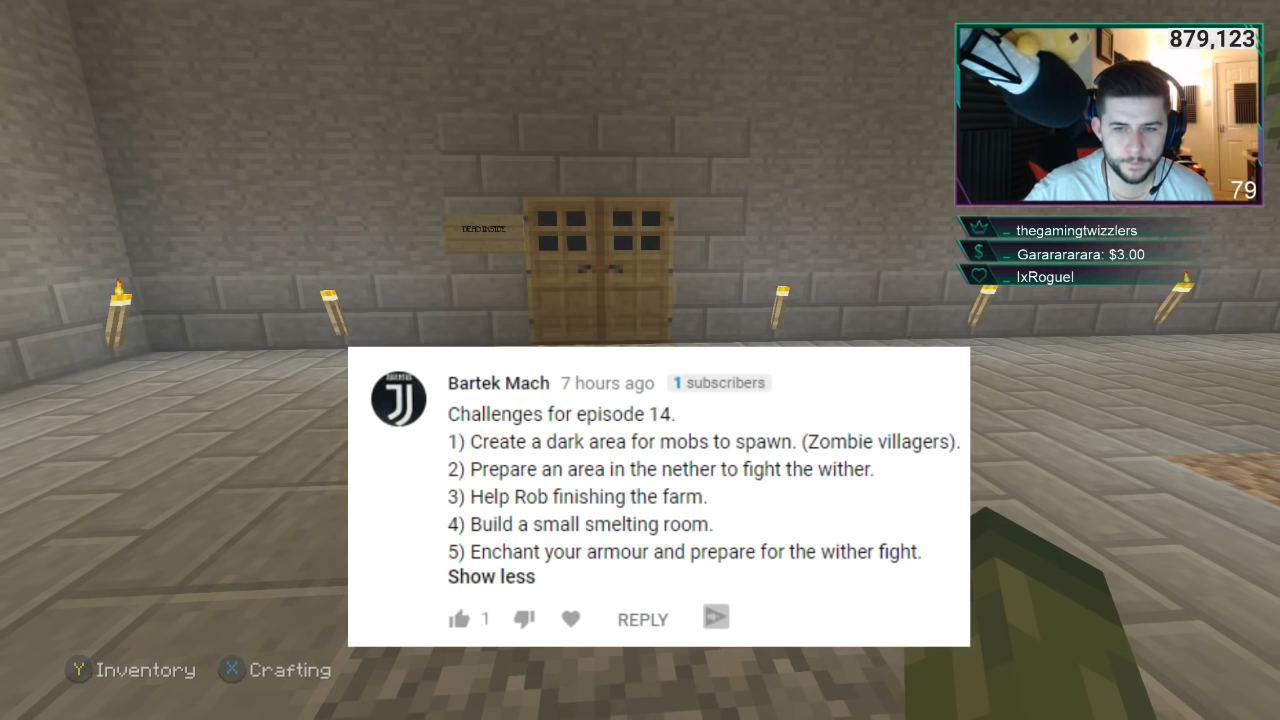 879,123
79
thegamingtwizzlers
Garararara: $3.00
IxRoguel
DEAD INSIDE
Bartek Mach 7 hours ago 1 subscribers
Challenges for episode 14.
1) Create a dark area for mobs to spawn. (Zombie villagers).
2) Prepare an area in the nether to fight the wither.
3) Help Rob finishing the farm.
4) Build a small smelting room.
5) Enchant your armour and prepare for the wither fight.
Show less
1 REPLY
Y Inventory X Crafting